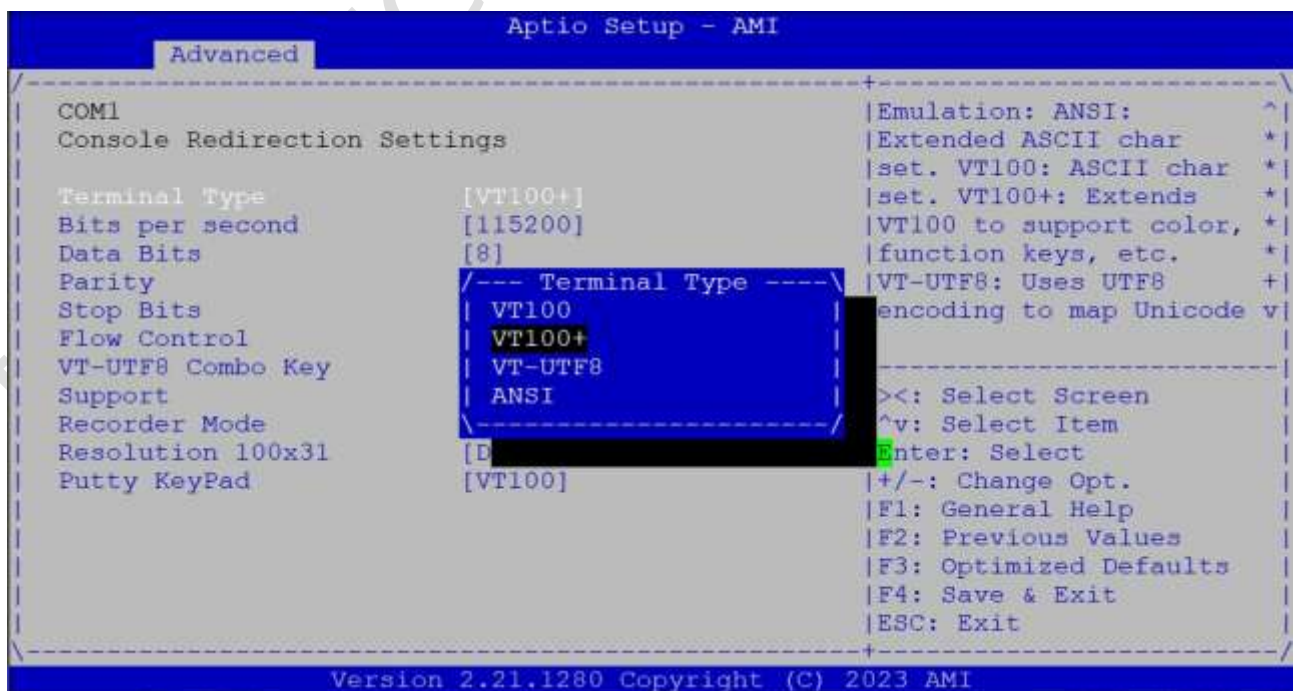 Aptio Setup - AMI
Advanced
COM1
Console Redirection Settings
Terminal Type [VT100+]
Bits per second [115200]
Data Bits [8]
Parity
Stop Bits
Flow Control
VT-UTF8 Combo Key
Support
Recorder Mode
Resolution 100x31 [D
Putty KeyPad [VT100]
Terminal Type
VT100
VT100+
VT-UTF8
ANSI
Emulation: ANSI:
Extended ASCII char
set. VT100: ASCII char
set. VT100+: Extends
VT100 to support color,
function keys, etc.
VT-UTF8: Uses UTF8
encoding to map Unicode
><: Select Screen
^v: Select Item
Enter: Select
+/-: Change Opt.
F1: General Help
F2: Previous Values
F3: Optimized Defaults
F4: Save & Exit
ESC: Exit
Version 2.21.1280 Copyright (C) 2023 AMI